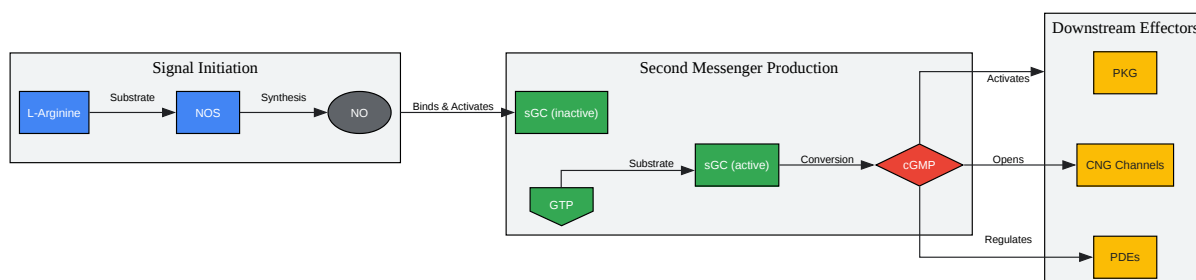 Signal Initiation
L-Arginine
Substrate
NOS
Synthesis
NO
Binds & Activates
Second Messenger Production
sGC (inactive)
GTP
Substrate
sGC (active)
Conversion
cGMP
Activates
Opens
Regulates
Downstream Effectors
PKG
CNG Channels
PDEs